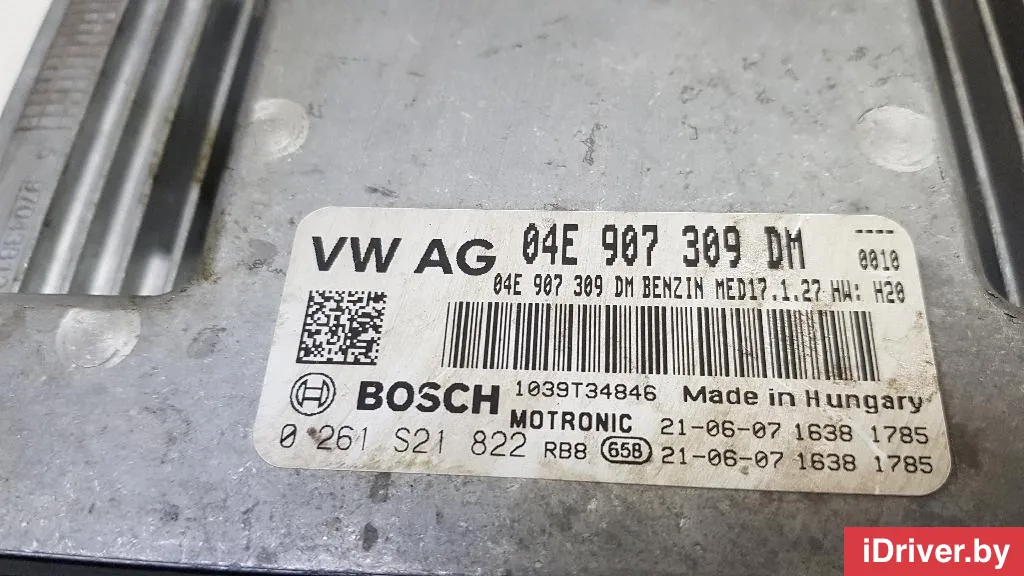 VW AG 04E 907 309 DM ----
0010
04E 907 309 DM BENZIN MED17.1.27 HW: H20
BOSCH 1039T34846 Made in Hungary
MOTRONIC 21-06-07 1638 1785
0 261 S21 822 RB8 65B 21-06-07 1638 1785
iDriver.by